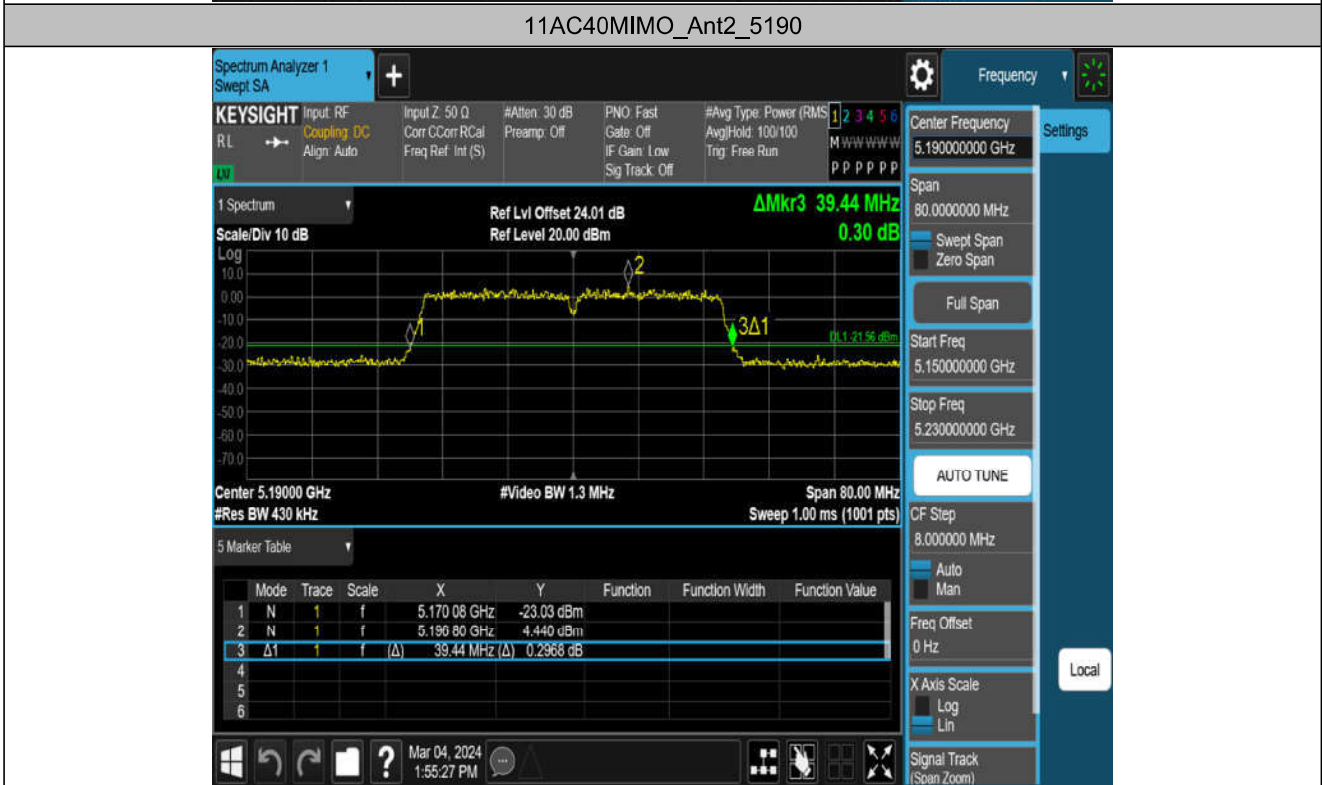 11AC40MIMO_Ant2_5190
Spectrum Analyzer 1
Swept SA
+
Frequency
KEYSIGHT
RL
LXI
Input: RF
Coupling: DC
Align: Auto
Input Z: 50 Ω
Corr CCorr RCal
Freq Ref: Int (S)
#Atten: 30 dB
Preamp: Off
PNO: Fast
Gate: Off
IF Gain: Low
Sig Track: Off
#Avg Type: Power (RMS
Avg|Hold: 100/100
Trig: Free Run
1 2 3 4 5 6
M W W W W W
P P P P P P
Center Frequency
5.190000000 GHz
Settings
Span
80.0000000 MHz
Swept Span
Zero Span
Full Span
Start Freq
5.150000000 GHz
Stop Freq
5.230000000 GHz
AUTO TUNE
CF Step
8.000000 MHz
Auto
Man
Freq Offset
0 Hz
X Axis Scale
Log
Lin
Signal Track
(Span Zoom)
Local
1 Spectrum
Scale/Div 10 dB
Ref Lvl Offset 24.01 dB
Ref Level 20.00 dBm
ΔMkr3 39.44 MHz
0.30 dB
Log
10.0
0.00
-10.0
-20.0
-30.0
-40.0
-50.0
-60.0
-70.0
1
2
3Δ1
DL1 -21.56 dBm
Center 5.19000 GHz
#Video BW 1.3 MHz
Span 80.00 MHz
#Res BW 430 kHz
Sweep 1.00 ms (1001 pts)
5 Marker Table
Mode Trace Scale X Y Function Function Width Function Value
1 N 1 f 5.170 08 GHz -23.03 dBm
2 N 1 f 5.196 80 GHz 4.440 dBm
3 Δ1 1 f (Δ) 39.44 MHz (Δ) 0.2968 dB
4
5
6
?
Mar 04, 2024
1:55:27 PM